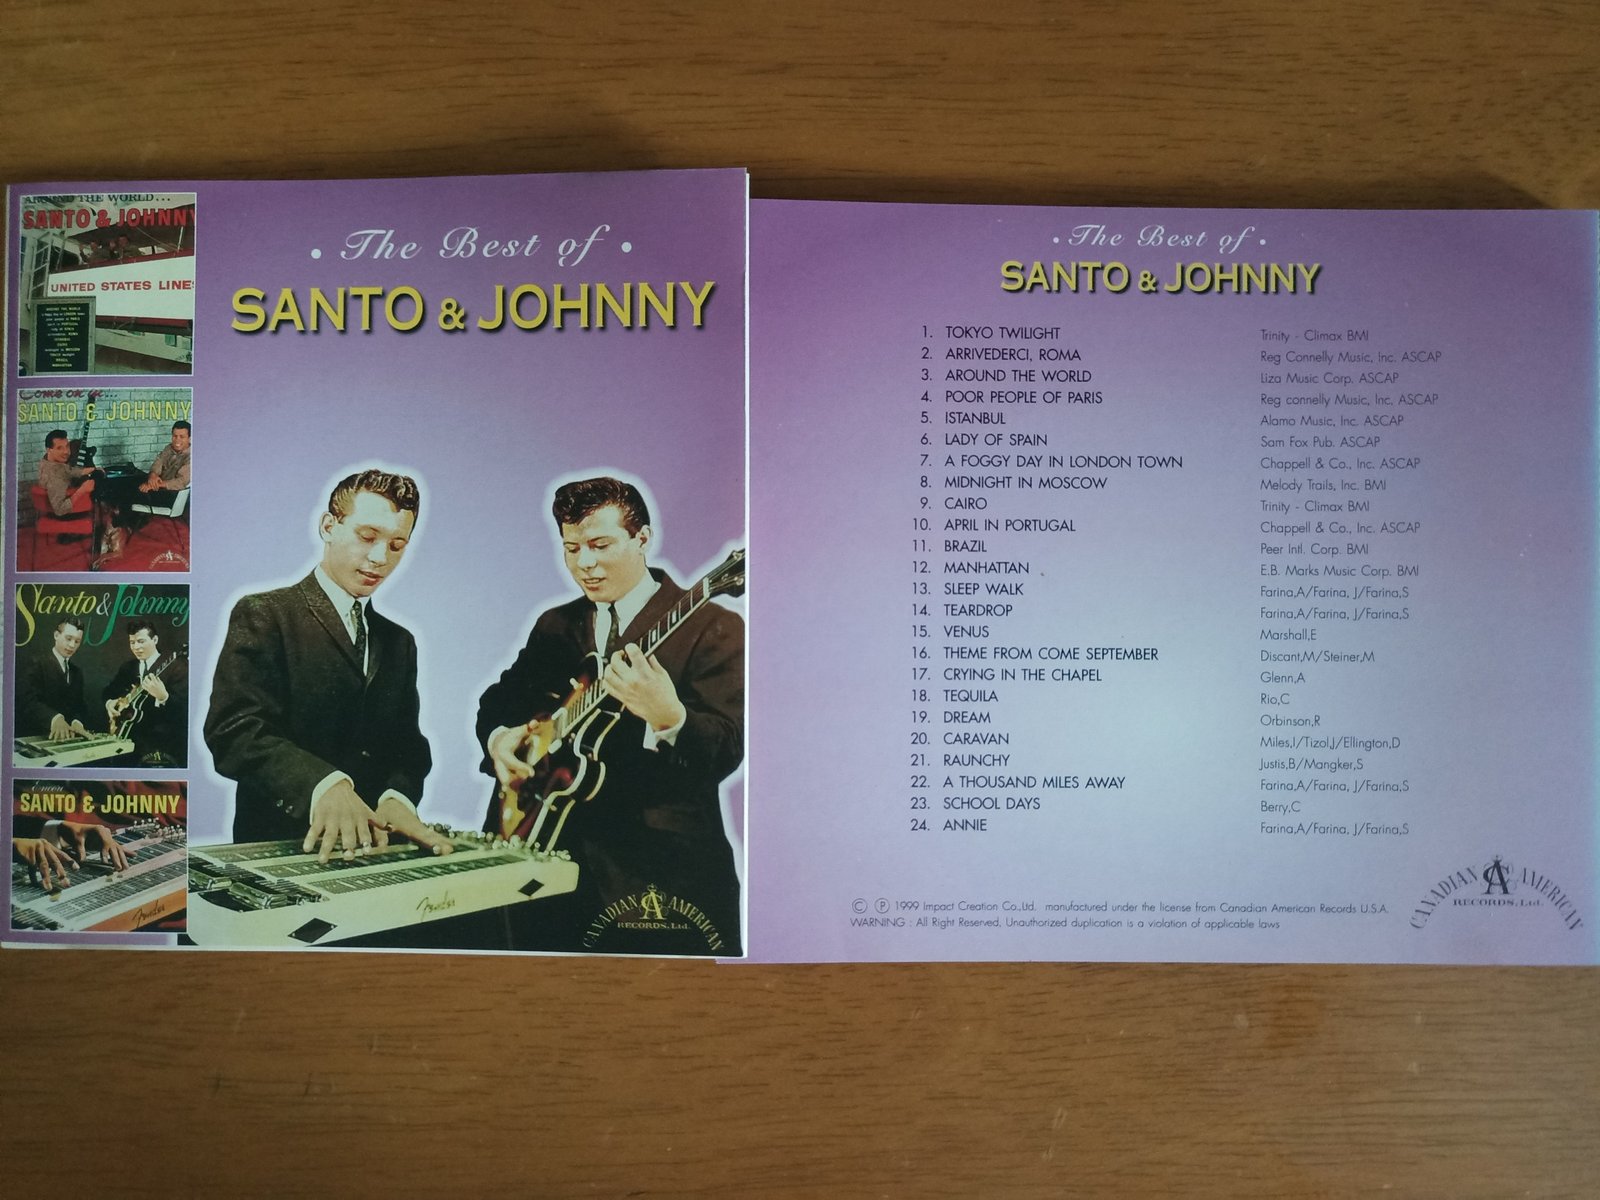 AROUND THE WORLD...
SANTO & JOHNNY
UNITED STATES LINES
Come on in...
SANTO & JOHNNY
Santo & Johnny
Encore
SANTO & JOHNNY
Fender
• The Best of •
SANTO & JOHNNY
Fender
CANADIAN AMERICAN
RECORDS, Ltd.
• The Best of •
SANTO & JOHNNY
1. TOKYO TWILIGHT Trinity - Climax BMI
2. ARRIVEDERCI, ROMA Reg Connelly Music, Inc. ASCAP
3. AROUND THE WORLD Liza Music Corp. ASCAP
4. POOR PEOPLE OF PARIS Reg connelly Music, Inc. ASCAP
5. ISTANBUL Alamo Music, Inc. ASCAP
6. LADY OF SPAIN Sam Fox Pub. ASCAP
7. A FOGGY DAY IN LONDON TOWN Chappell & Co., Inc. ASCAP
8. MIDNIGHT IN MOSCOW Melody Trails, Inc. BMI
9. CAIRO Trinity - Climax BMI
10. APRIL IN PORTUGAL Chappell & Co., Inc. ASCAP
11. BRAZIL Peer Intl. Corp. BMI
12. MANHATTAN E.B. Marks Music Corp. BMI
13. SLEEP WALK Farina,A/Farina, J/Farina,S
14. TEARDROP Farina,A/Farina, J/Farina,S
15. VENUS Marshall,E
16. THEME FROM COME SEPTEMBER Discant,M/Steiner,M
17. CRYING IN THE CHAPEL Glenn,A
18. TEQUILA Rio,C
19. DREAM Orbinson,R
20. CARAVAN Miles,I/Tizol,J/Ellington,D
21. RAUNCHY Justis,B/Mangker,S
22. A THOUSAND MILES AWAY Farina,A/Farina, J/Farina,S
23. SCHOOL DAYS Berry,C
24. ANNIE Farina,A/Farina, J/Farina,S
© ℗ 1999 Impact Creation Co.,Ltd. manufactured under the license from Canadian American Records U.S.A.
WARNING : All Right Reserved, Unauthorized duplication is a violation of applicable laws
CANADIAN AMERICAN
RECORDS, Ltd.